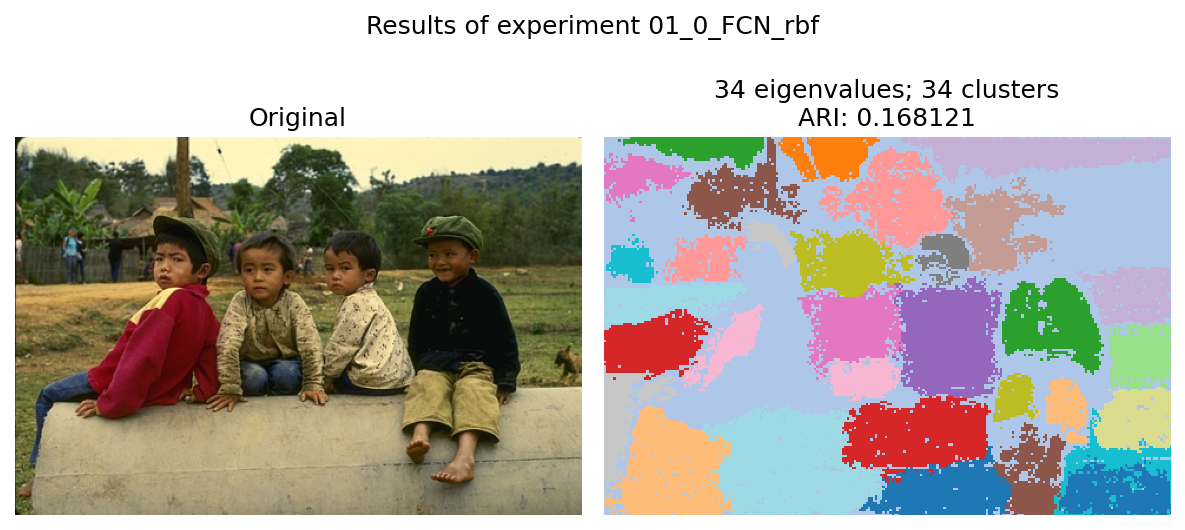 Results of experiment 01_0_FCN_rbf
Original
34 eigenvalues; 34 clusters
ARI: 0.168121